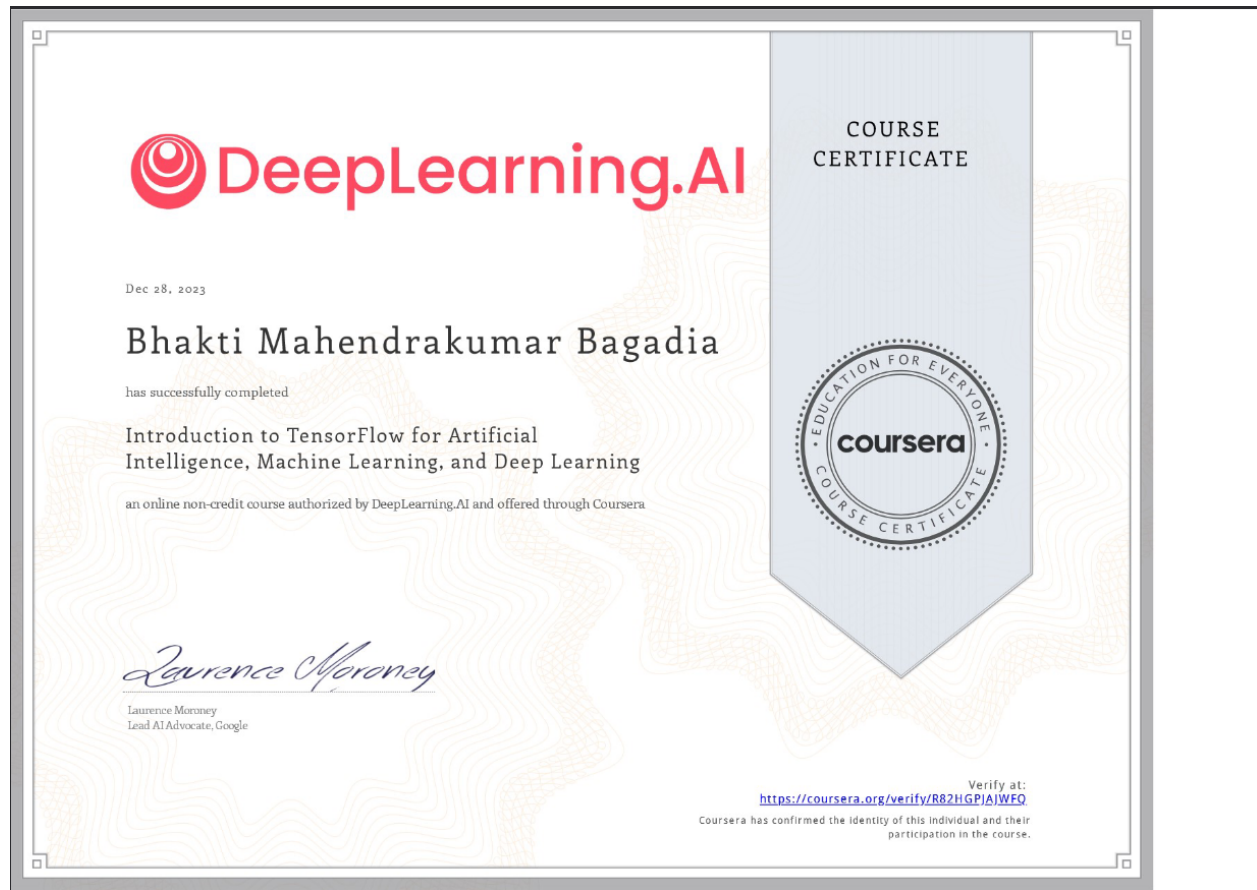 DeepLearning.AI
COURSE
CERTIFICATE
Dec 28, 2023
Bhakti Mahendrakumar Bagadia
has successfully completed
Introduction to TensorFlow for Artificial
Intelligence, Machine Learning, and Deep Learning
an online non-credit course authorized by DeepLearning.AI and offered through Coursera
EDUCATION FOR EVERYONE
coursera
COURSE CERTIFICATE
Laurence Moroney
Laurence Moroney
Lead AI Advocate, Google
Verify at:
https://coursera.org/verify/R82HGPJAJWFQ
Coursera has confirmed the identity of this individual and their
participation in the course.